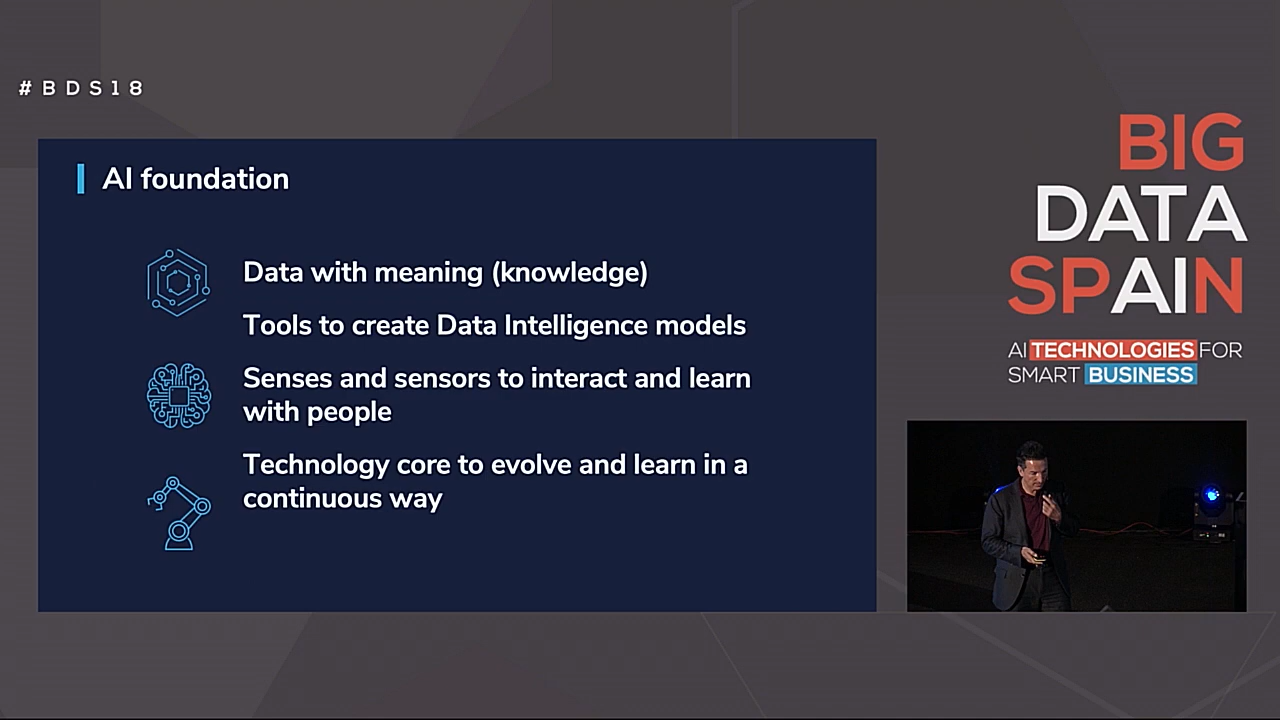 #BDS18
AI foundation
Data with meaning (knowledge)
Tools to create Data Intelligence models
Senses and sensors to interact and learn
with people
Technology core to evolve and learn in a
continuous way
BIG
DATA
SPAIN
AI TECHNOLOGIES FOR
SMART BUSINESS